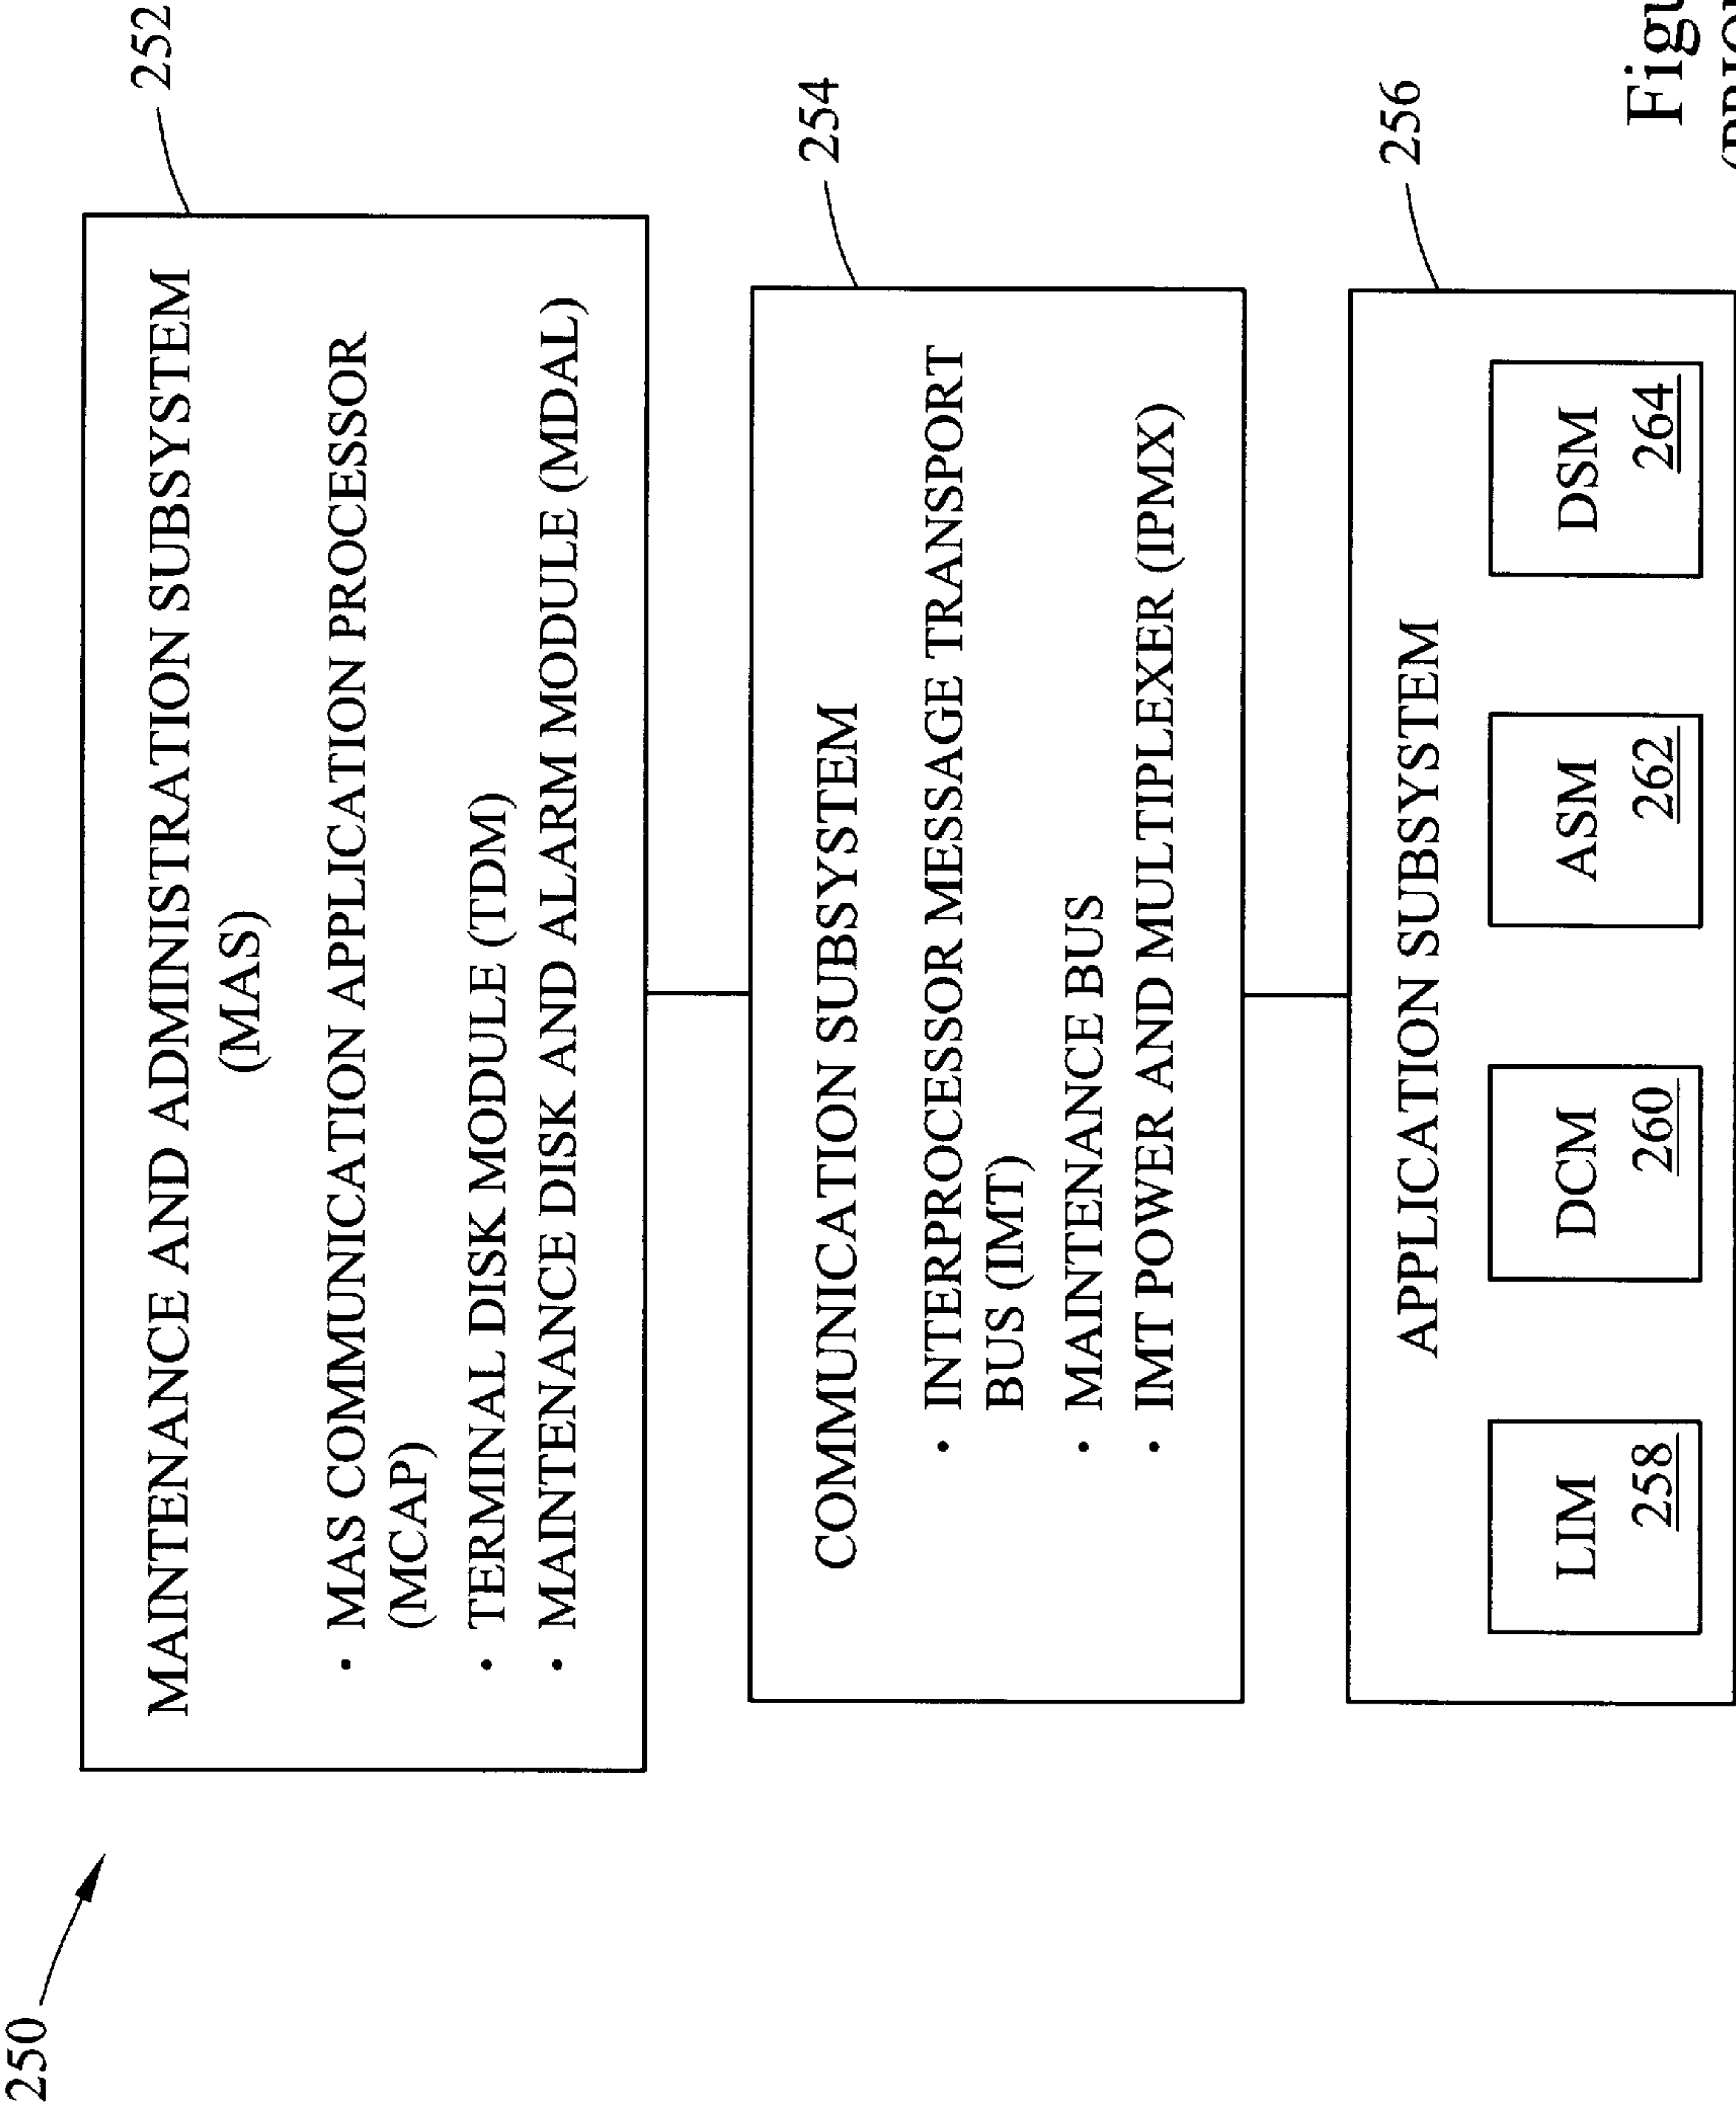 250
252
MAINTENANCE AND ADMINISTRATION SUBSYSTEM
(MAS)
· MAS COMMUNICATION APPLICATION PROCESSOR
(MCAP)
· TERMINAL DISK MODULE (TDM)
· MAINTENANCE DISK AND ALARM MODULE (MDAL)
254
COMMUNICATION SUBSYSTEM
· INTERPROCESSOR MESSAGE TRANSPORT
BUS (IMT)
· MAINTENANCE BUS
· IMT POWER AND MULTIPLEXER (IPMX)
256
APPLICATION SUBSYSTEM
LIM
258
DCM
260
ASM
262
DSM
264